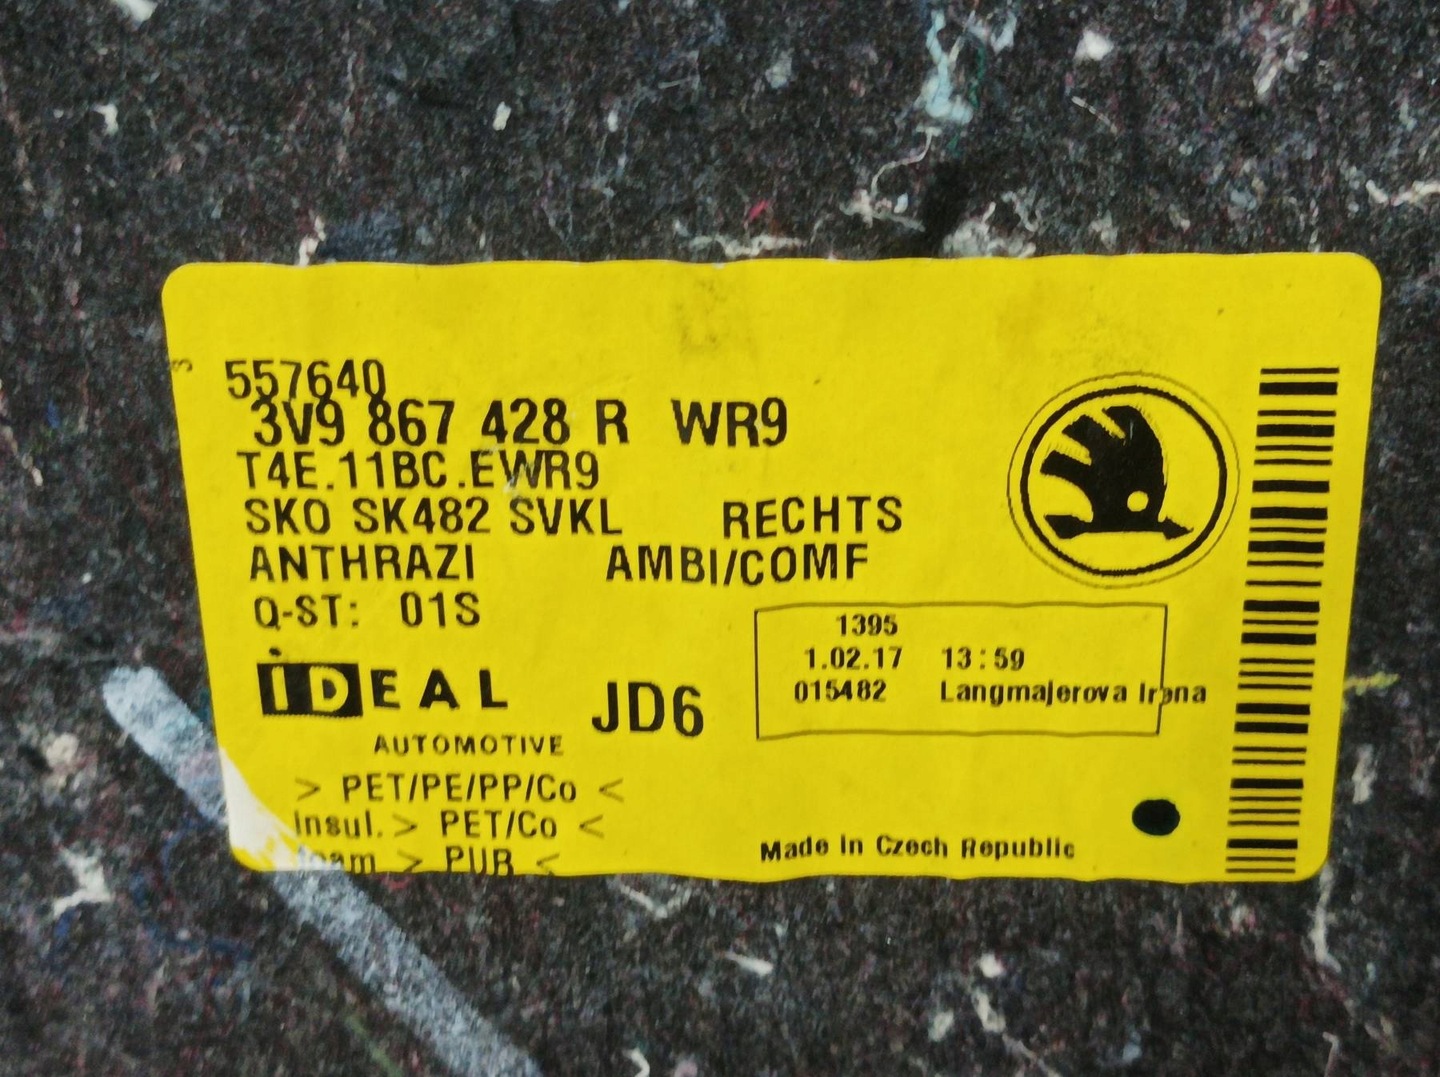 557640
3V9 867 428 R WR9
T4E.11BC.EWR9
SKO SK482 SVKL RECHTS
ANTHRAZI AMBI/COMF
Q-ST: 01S
1395
1.02.17 13:59
015482 Langmajerova Irena
IDEAL
AUTOMOTIVE
JD6
> PET/PE/PP/Co <
insul.> PET/Co <
foam > PUR <
Made in Czech Republic